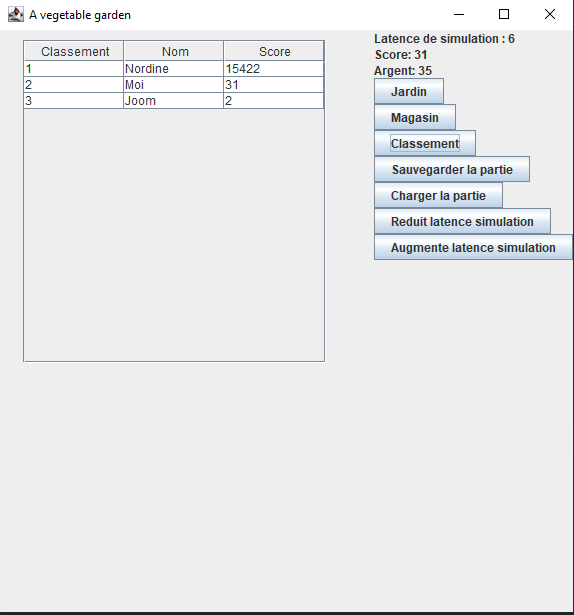 A vegetable garden
Classement Nom Score
1 Nordine 15422
2 Moi 31
3 Joom 2
Latence de simulation : 6
Score: 31
Argent: 35
Jardin
Magasin
Classement
Sauvegarder la partie
Charger la partie
Reduit latence simulation
Augmente latence simulation